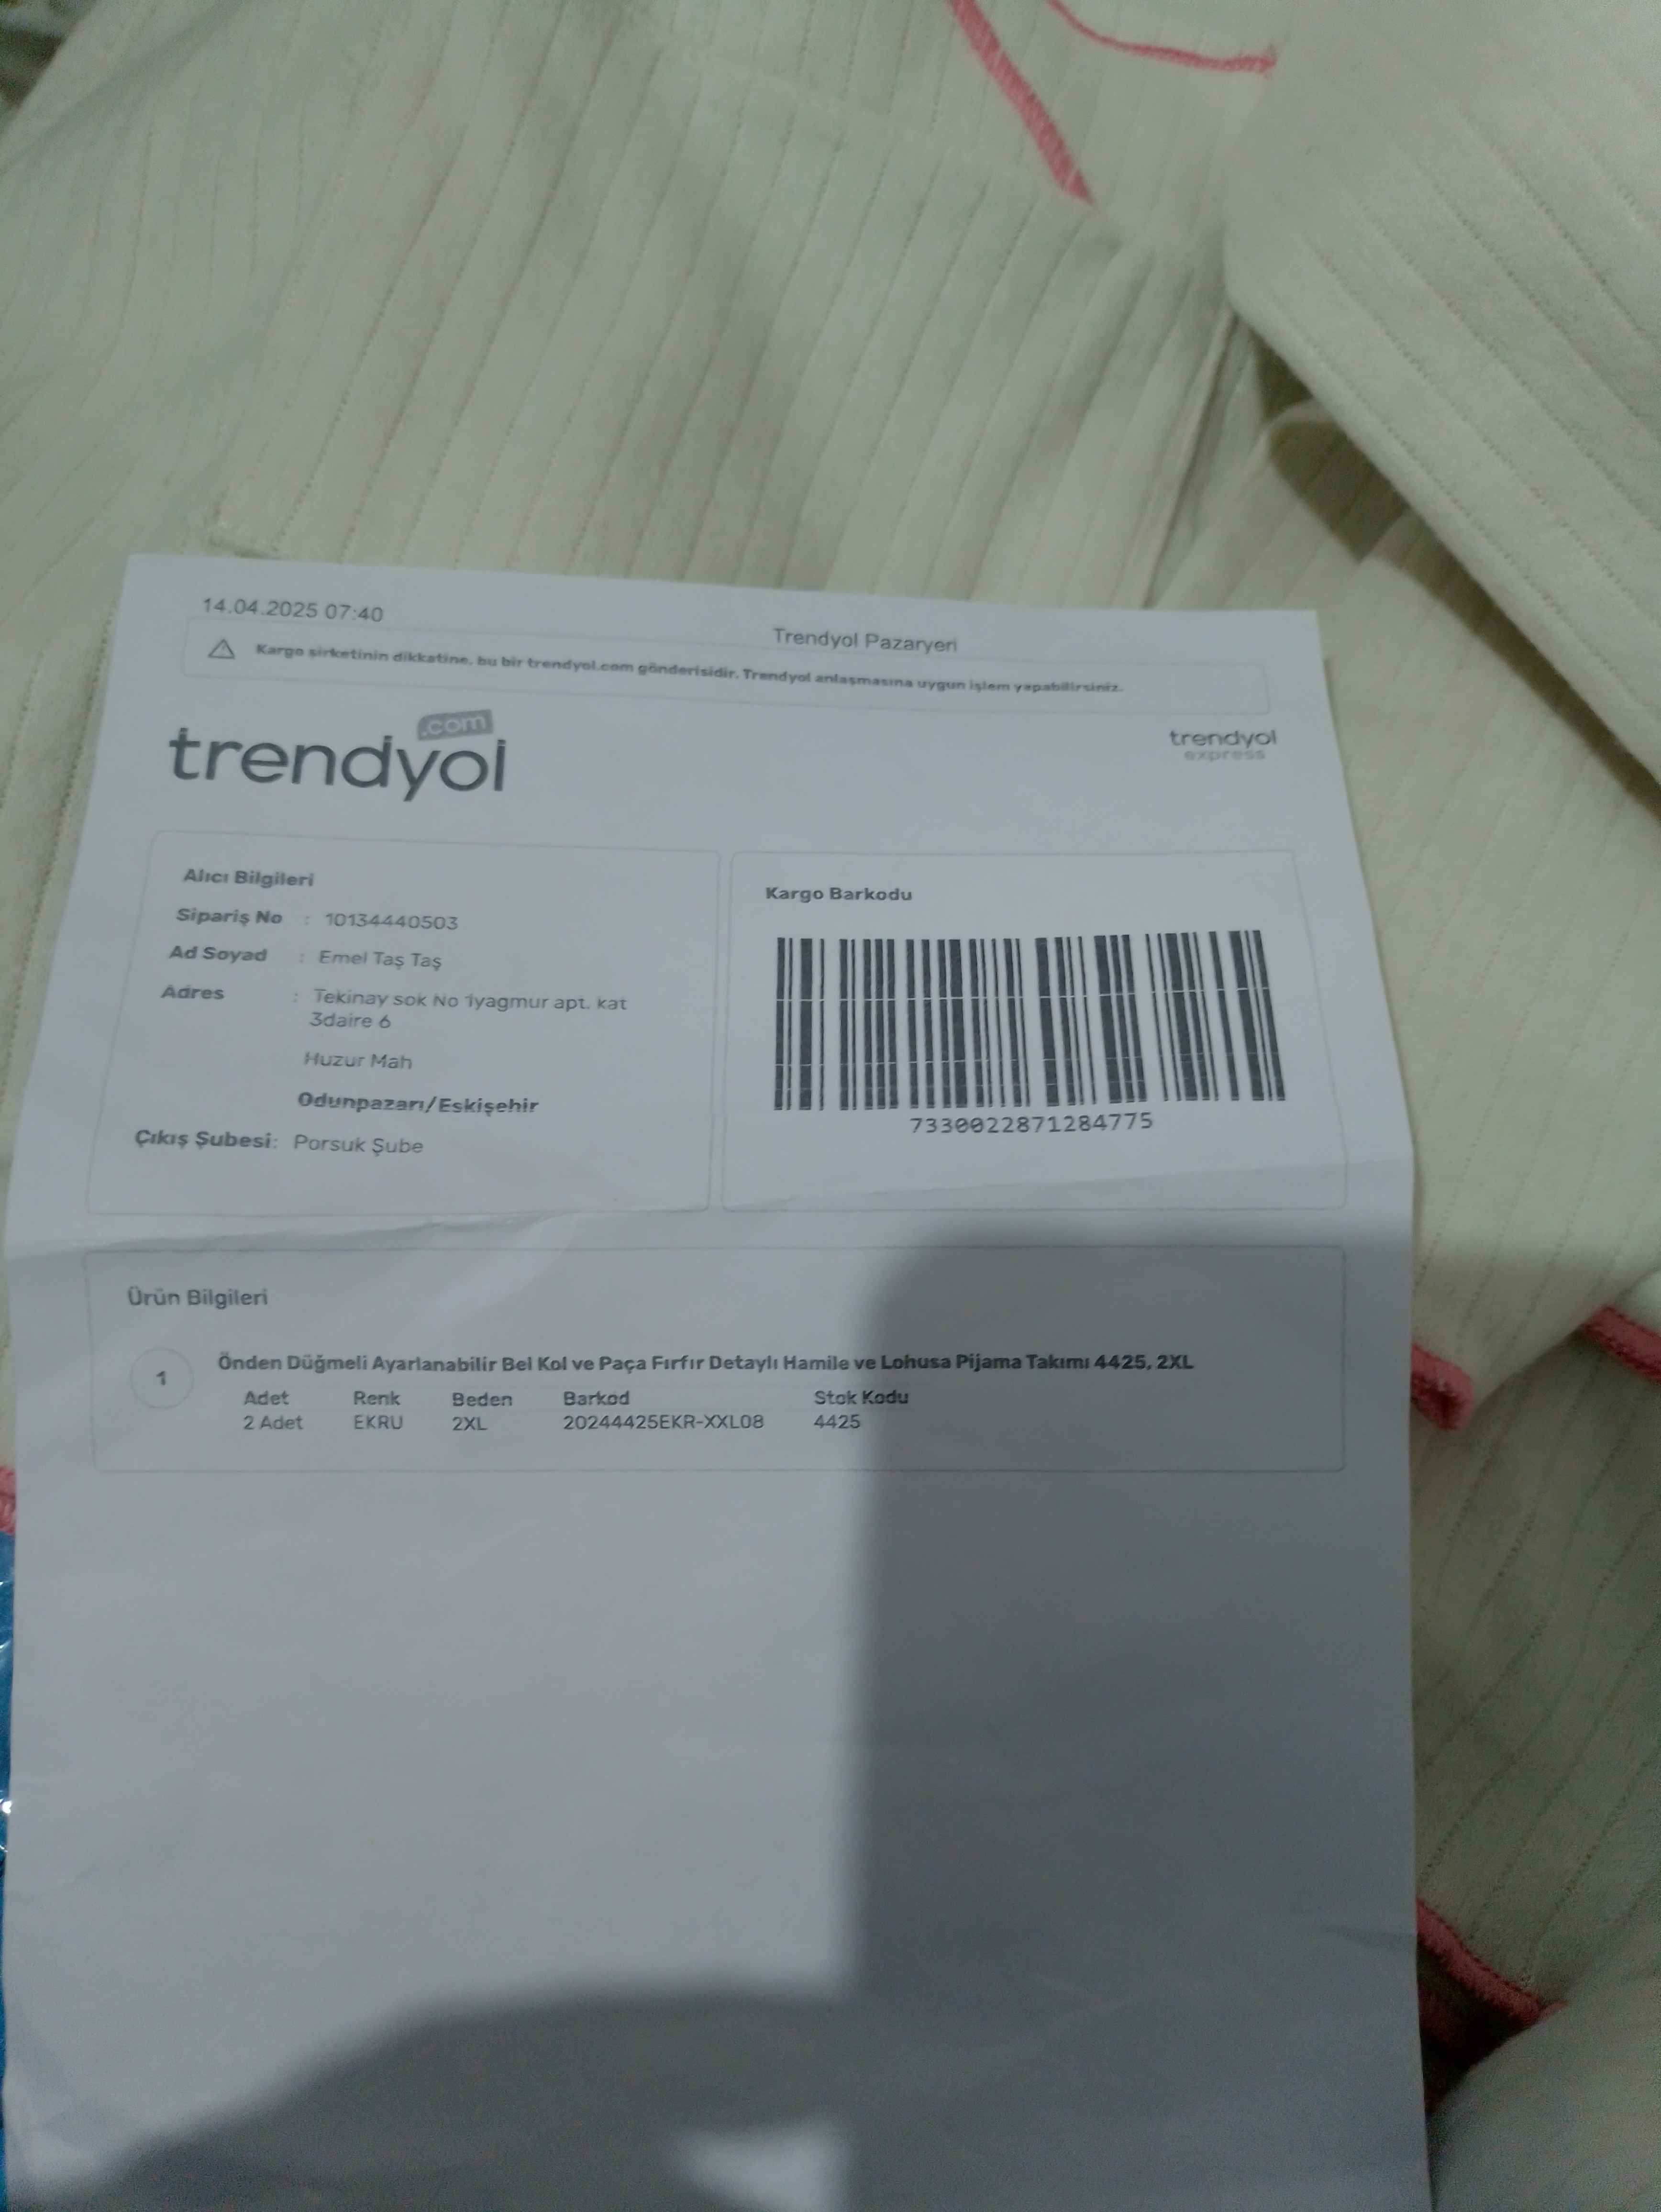 14.04.2025 07:40
Trendyol Pazaryeri
Kargo şirketinin dikkatine, bu bir trendyol.com gönderisidir. Trendyol anlaşmasına uygun işlem yapabilirsiniz.
.com
trendyol
trendyol
express
Alıcı Bilgileri
Sipariş No : 10134440503
Ad Soyad : Emel Taş Taş
Adres : Tekinay sok No 1yagmur apt. kat
3daire 6
Huzur Mah
Odunpazarı/Eskişehir
Çıkış Şubesi: Porsuk Şube
Kargo Barkodu
7330022871284775
Ürün Bilgileri
1
Önden Düğmeli Ayarlanabilir Bel Kol ve Paça Fırfır Detaylı Hamile ve Lohusa Pijama Takımı 4425, 2XL
Adet Renk Beden Barkod Stok Kodu
2 Adet EKRU 2XL 20244425EKR-XXL08 4425